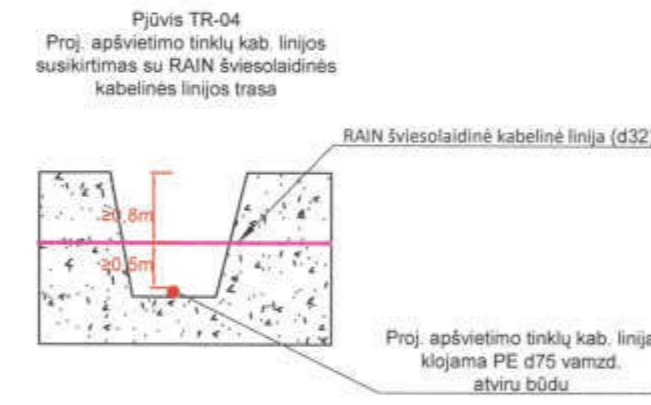 Pjūvis TR-04
Proj. apšvietimo tinklų kab. linijos
susikirtimas su RAIN šviesolaidinės
kabelinės linijos trasa
RAIN šviesolaidinė kabelinė linija (d32)
≥0,8m
≥0,5m
Proj. apšvietimo tinklų kab. linija
klojama PE d75 vamzd.
atviru būdu